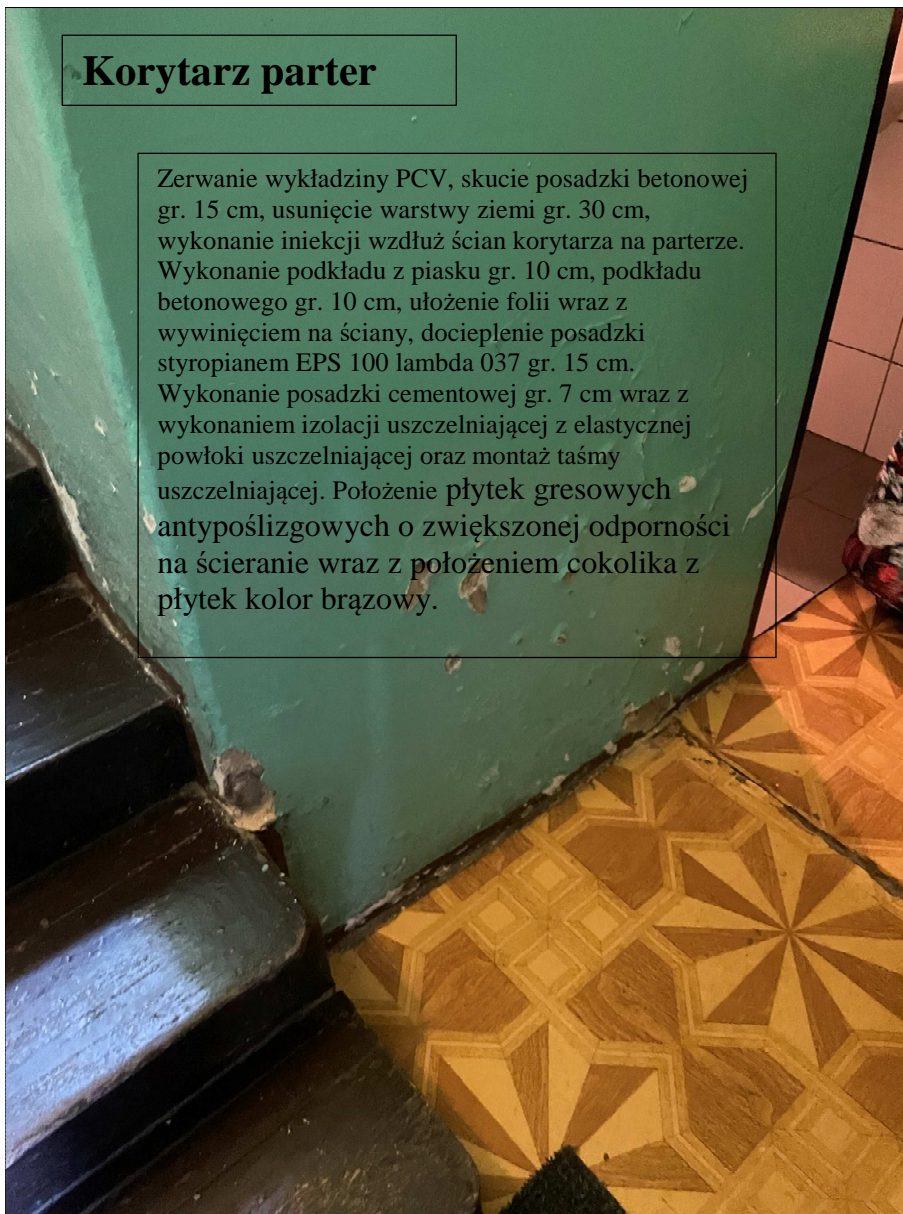 Korytarz parter
Zerwanie wykładziny PCV, skucie posadzki betonowej
gr. 15 cm, usunięcie warstwy ziemi gr. 30 cm,
wykonanie iniekcji wzdłuż ścian korytarza na parterze.
Wykonanie podkładu z piasku gr. 10 cm, podkładu
betonowego gr. 10 cm, ułożenie folii wraz z
wywinięciem na ściany, docieplenie posadzki
styropianem EPS 100 lambda 037 gr. 15 cm.
Wykonanie posadzki cementowej gr. 7 cm wraz z
wykonaniem izolacji uszczelniającej z elastycznej
powłoki uszczelniającej oraz montaż taśmy
uszczelniającej. Położenie płytek gresowych
antypoślizgowych o zwiększonej odporności
na ścieranie wraz z położeniem cokolika z
płytek kolor brązowy.